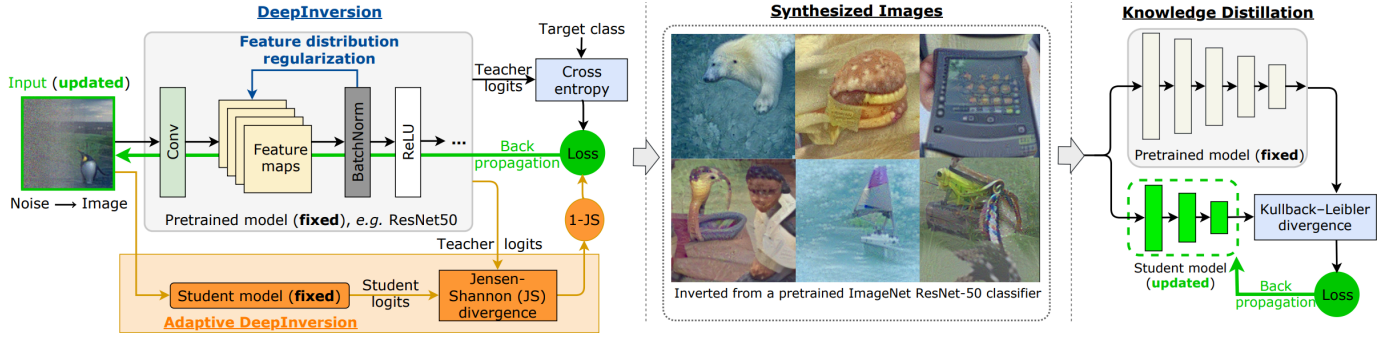 DeepInversion
Feature distribution
regularization
Target class
Input (updated)
Teacher
logits
Cross
entropy
Conv
Feature
maps
BatchNorm
ReLU
...
Back
propagation
Loss
Noise → Image
Pretrained model (fixed), e.g. ResNet50
1-JS
Teacher logits
Student model (fixed)
Student
logits
Jensen-
Shannon (JS)
divergence
Adaptive DeepInversion
Synthesized Images
Inverted from a pretrained ImageNet ResNet-50 classifier
Knowledge Distillation
Pretrained model (fixed)
Kullback–Leibler
divergence
Student model
(updated)
Back
propagation
Loss